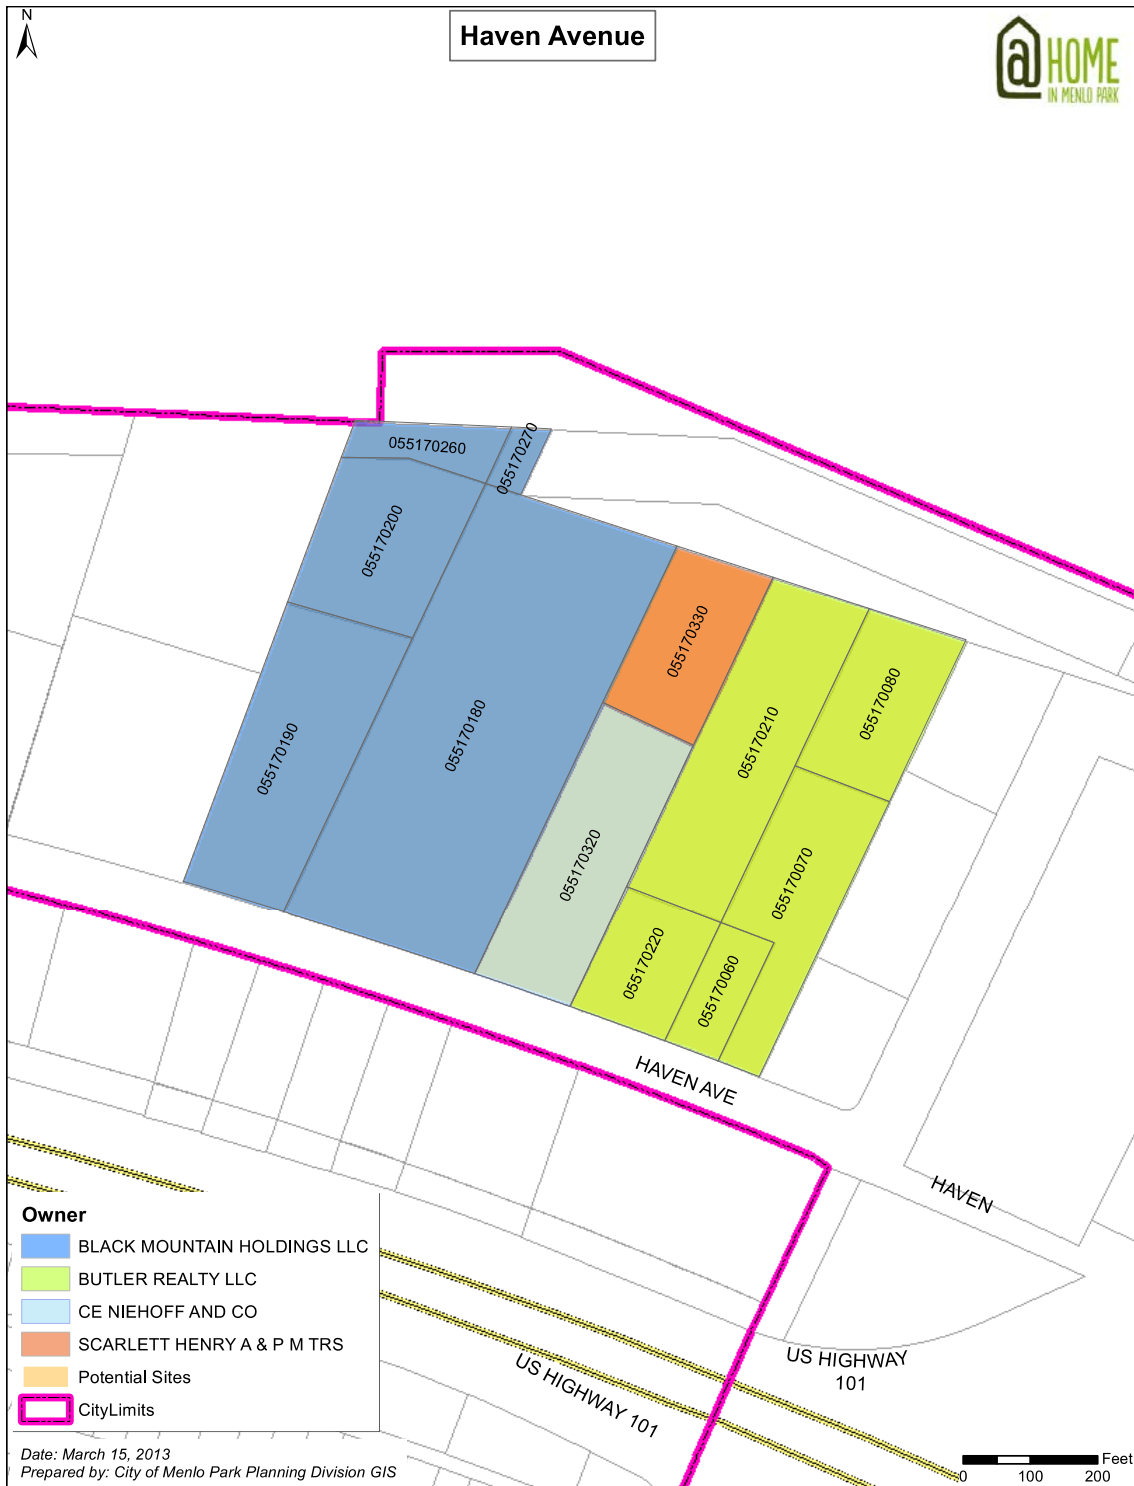 N
Haven Avenue
@ HOME
IN MENLO PARK
055170260
055170270
055170200
055170190
055170180
055170330
055170320
055170210
055170080
055170070
055170220
055170060
HAVEN AVE
HAVEN
US HIGHWAY
101
US HIGHWAY 101
Owner
BLACK MOUNTAIN HOLDINGS LLC
BUTLER REALTY LLC
CE NIEHOFF AND CO
SCARLETT HENRY A & P M TRS
Potential Sites
CityLimits
Date: March 15, 2013
Prepared by: City of Menlo Park Planning Division GIS
Feet
0 100 200